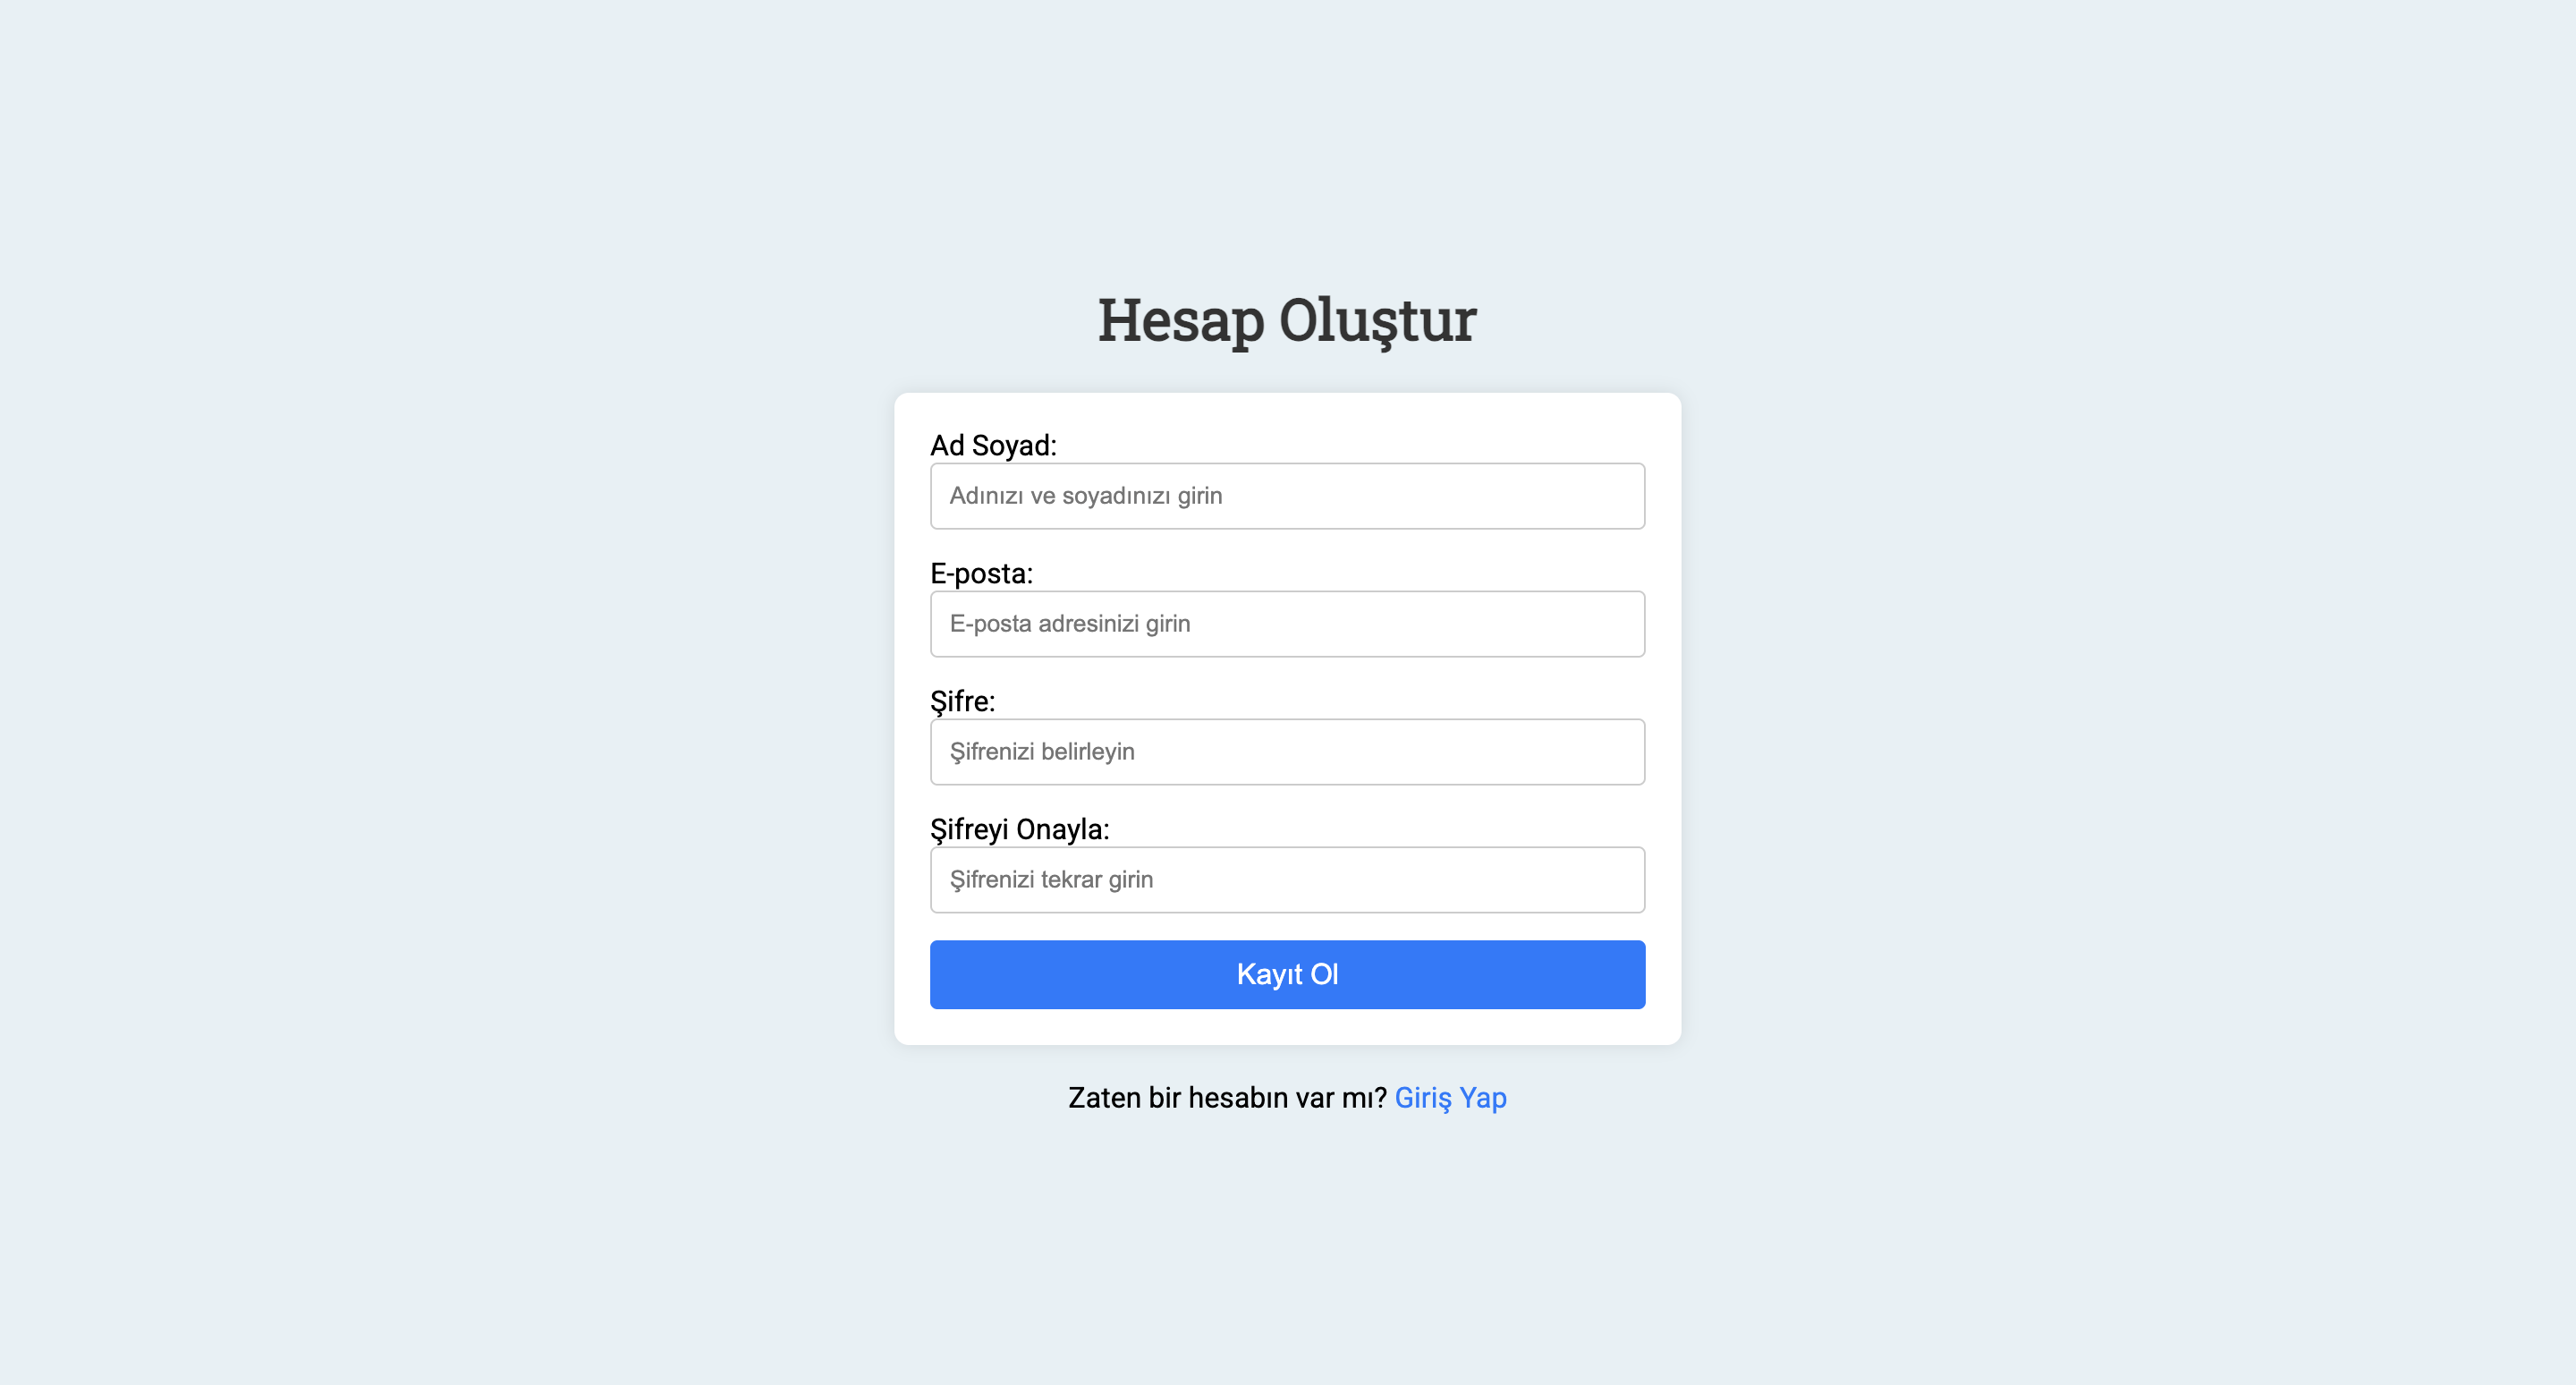 Hesap Oluştur
Ad Soyad:
Adınızı ve soyadınızı girin
E-posta:
E-posta adresinizi girin
Şifre:
Şifrenizi belirleyin
Şifreyi Onayla:
Şifrenizi tekrar girin
Kayıt Ol
Zaten bir hesabın var mı? Giriş Yap